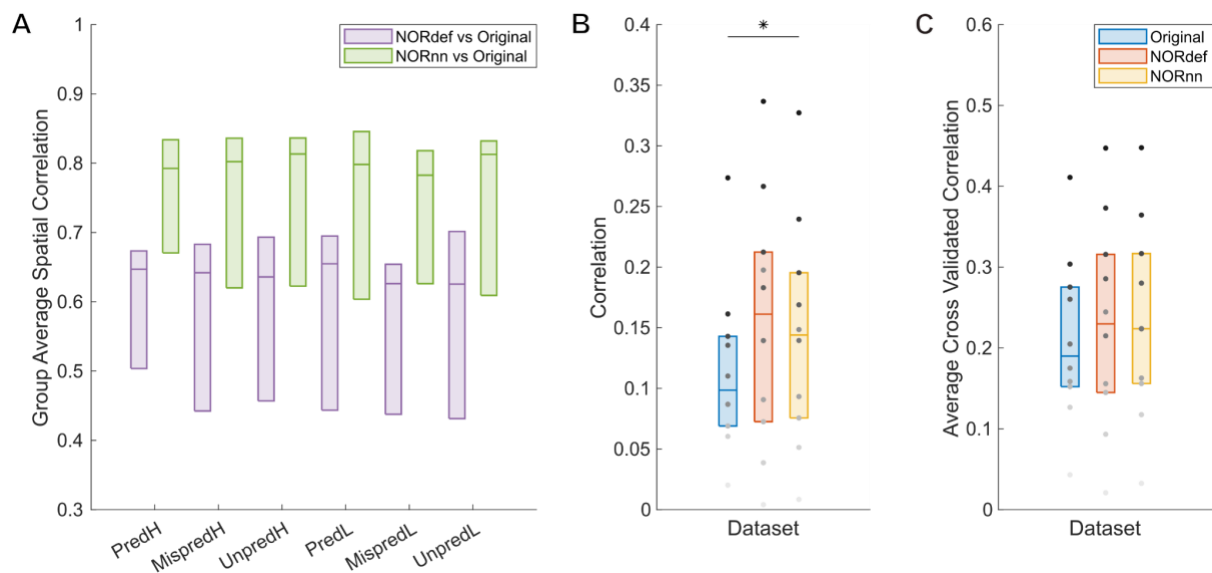 A
Group Average Spatial Correlation
1
0.9
0.8
0.7
0.6
0.5
0.4
0.3
NORdef vs Original
NORnn vs Original
PredH
MispredH
UnpredH
PredL
MispredL
UnpredL
B
Correlation
0.4
0.35
0.3
0.25
0.2
0.15
0.1
0.05
0
*
Dataset
C
Average Cross Validated Correlation
0.6
0.5
0.4
0.3
0.2
0.1
0
Original
NORdef
NORnn
Dataset